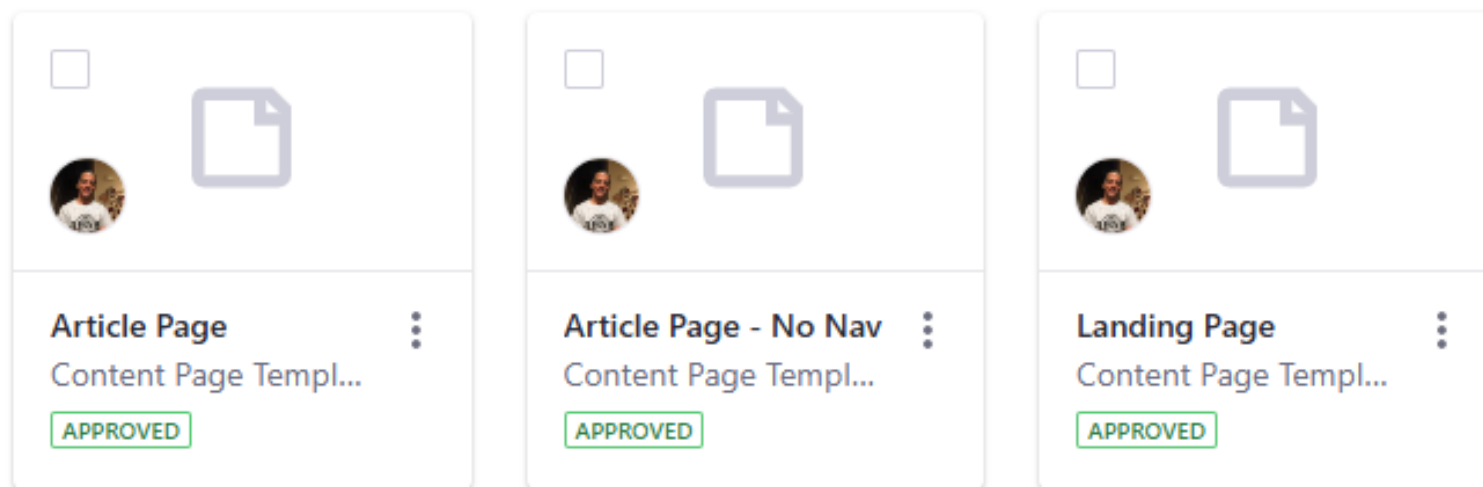 Article Page
Content Page Templ...
APPROVED
Article Page - No Nav
Content Page Templ...
APPROVED
Landing Page
Content Page Templ...
APPROVED